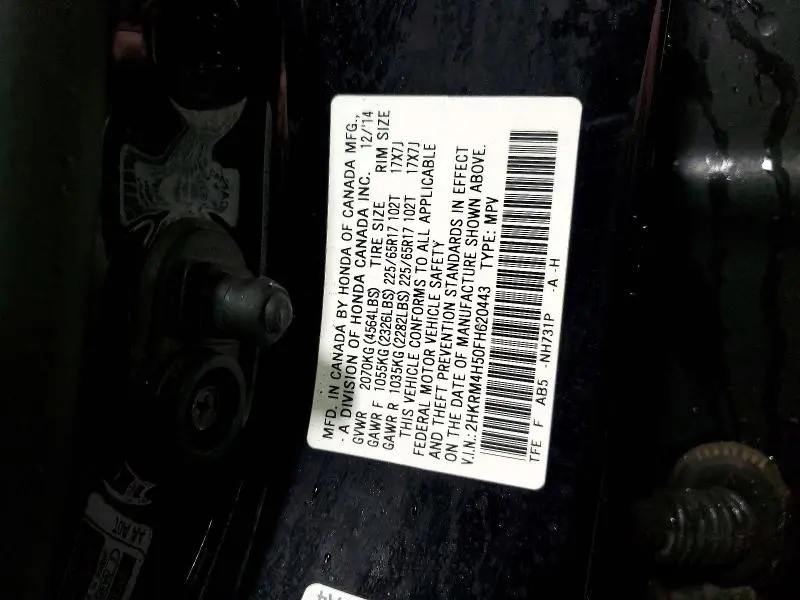 MFD. IN CANADA BY HONDA OF CANADA MFG.,
A DIVISION OF HONDA CANADA INC. 12/14
GVWR 2070KG(4564LBS) TIRE SIZE RIM SIZE
GAWR F 1055KG(2326LBS) 225/65R17 102T 17X7J
GAWR R 1035KG(2282LBS) 225/65R17 102T 17X7J
THIS VEHICLE CONFORMS TO ALL APPLICABLE
FEDERAL MOTOR VEHICLE SAFETY
AND THEFT PREVENTION STANDARDS IN EFFECT
ON THE DATE OF MANUFACTURE SHOWN ABOVE.
V.I.N.: 2HKRM4H50FH620443 TYPE: MPV
TFE F AB5 -NH731P -A -H